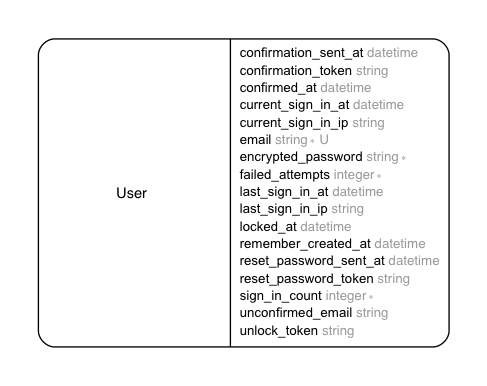 User
confirmation_sent_at datetime
confirmation_token string
confirmed_at datetime
current_sign_in_at datetime
current_sign_in_ip string
email string * U
encrypted_password string *
failed_attempts integer *
last_sign_in_at datetime
last_sign_in_ip string
locked_at datetime
remember_created_at datetime
reset_password_sent_at datetime
reset_password_token string
sign_in_count integer *
unconfirmed_email string
unlock_token string